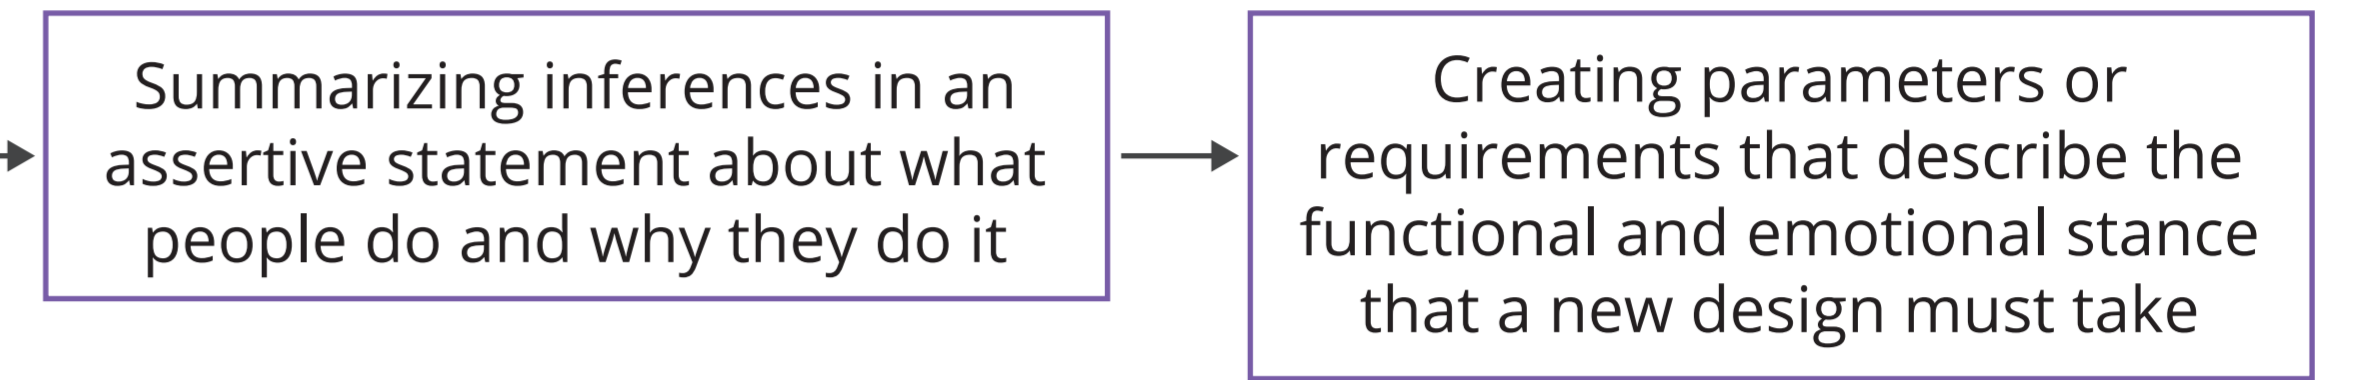 Summarizing inferences in an
assertive statement about what
people do and why they do it
Creating parameters or
requirements that describe the
functional and emotional stance
that a new design must take